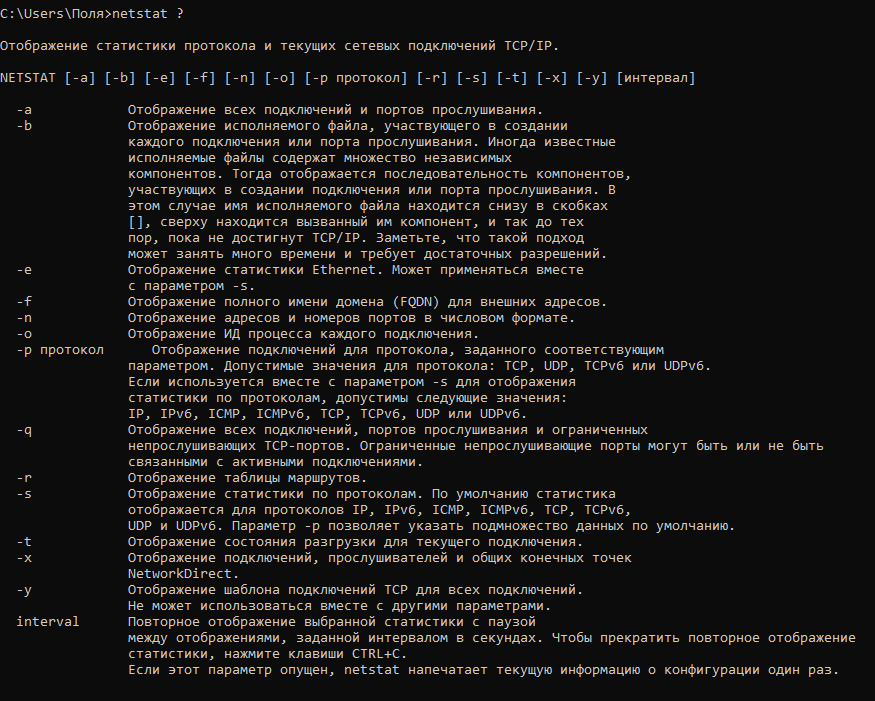 C:\Users\Поля>netstat ?
Отображение статистики протокола и текущих сетевых подключений TCP/IP.
NETSTAT [-a] [-b] [-e] [-f] [-n] [-o] [-p протокол] [-r] [-s] [-t] [-x] [-y] [интервал]
-a Отображение всех подключений и портов прослушивания.
-b Отображение исполняемого файла, участвующего в создании
каждого подключения или порта прослушивания. Иногда известные
исполняемые файлы содержат множество независимых
компонентов. Тогда отображается последовательность компонентов,
участвующих в создании подключения или порта прослушивания. В
этом случае имя исполняемого файла находится снизу в скобках
[], сверху находится вызванный им компонент, и так до тех
пор, пока не достигнут TCP/IP. Заметьте, что такой подход
может занять много времени и требует достаточных разрешений.
-e Отображение статистики Ethernet. Может применяться вместе
с параметром -s.
-f Отображение полного имени домена (FQDN) для внешних адресов.
-n Отображение адресов и номеров портов в числовом формате.
-o Отображение ИД процесса каждого подключения.
-p протокол Отображение подключений для протокола, заданного соответствующим
параметром. Допустимые значения для протокола: TCP, UDP, TCPv6 или UDPv6.
Если используется вместе с параметром -s для отображения
статистики по протоколам, допустимы следующие значения:
IP, IPv6, ICMP, ICMPv6, TCP, TCPv6, UDP или UDPv6.
-q Отображение всех подключений, портов прослушивания и ограниченных
непрослушивающих TCP-портов. Ограниченные непрослушивающие порты могут быть или не быть
связанными с активными подключениями.
-r Отображение таблицы маршрутов.
-s Отображение статистики по протоколам. По умолчанию статистика
отображается для протоколов IP, IPv6, ICMP, ICMPv6, TCP, TCPv6,
UDP и UDPv6. Параметр -p позволяет указать подмножество данных по умолчанию.
-t Отображение состояния разгрузки для текущего подключения.
-x Отображение подключений, прослушивателей и общих конечных точек
NetworkDirect.
-y Отображение шаблона подключений TCP для всех подключений.
Не может использоваться вместе с другими параметрами.
interval Повторное отображение выбранной статистики с паузой
между отображениями, заданной интервалом в секундах. Чтобы прекратить повторное отображение
статистики, нажмите клавиши CTRL+C.
Если этот параметр опущен, netstat напечатает текущую информацию о конфигурации один раз.